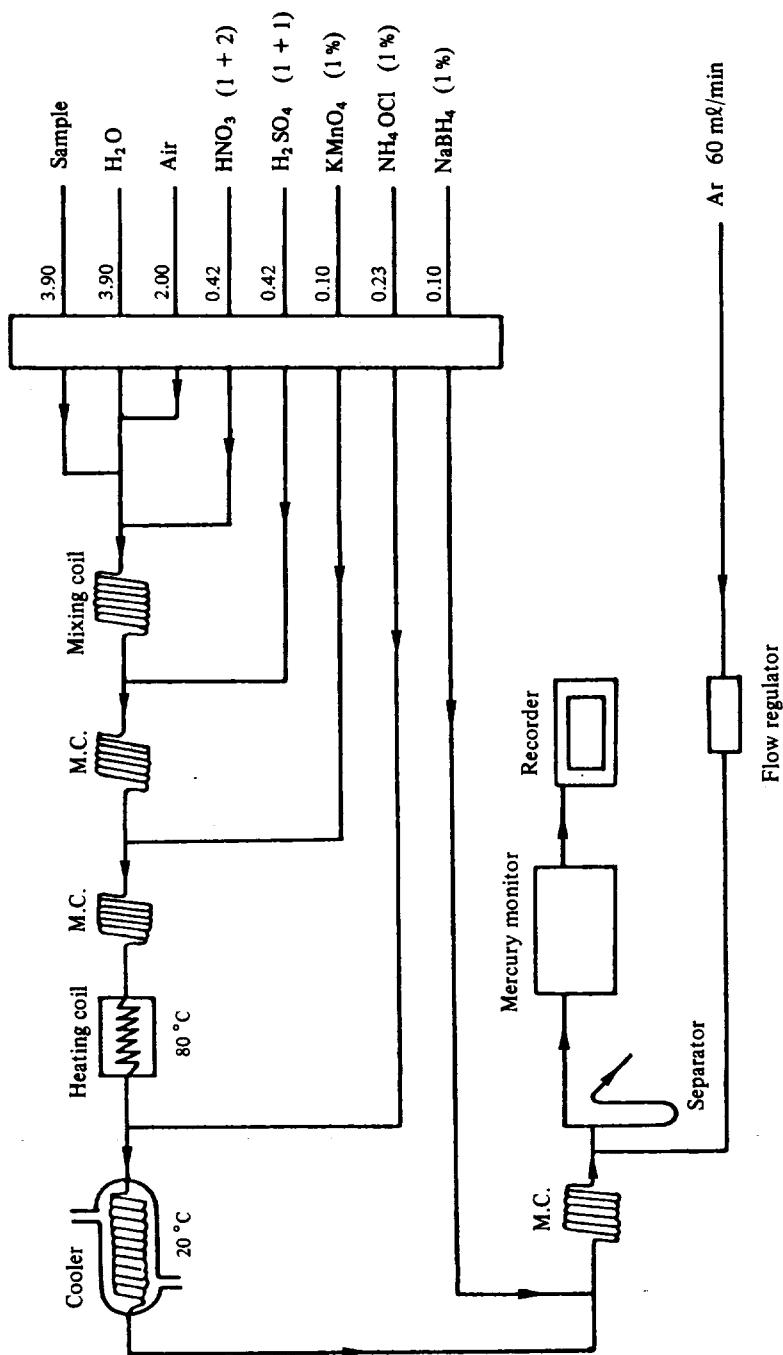 3.90 Sample
3.90 H₂O
2.00 Air
0.42 HNO₃ (1 + 2)
0.42 H₂SO₄ (1 + 1)
0.10 KMnO₄ (1%)
0.23 NH₄OCl (1%)
0.10 NaBH₄ (1%)
Mixing coil
M.C.
M.C.
Heating coil
80 °C
Cooler
20 °C
M.C.
Separator
Mercury monitor
Recorder
Flow regulator
Ar 60 mℓ/min